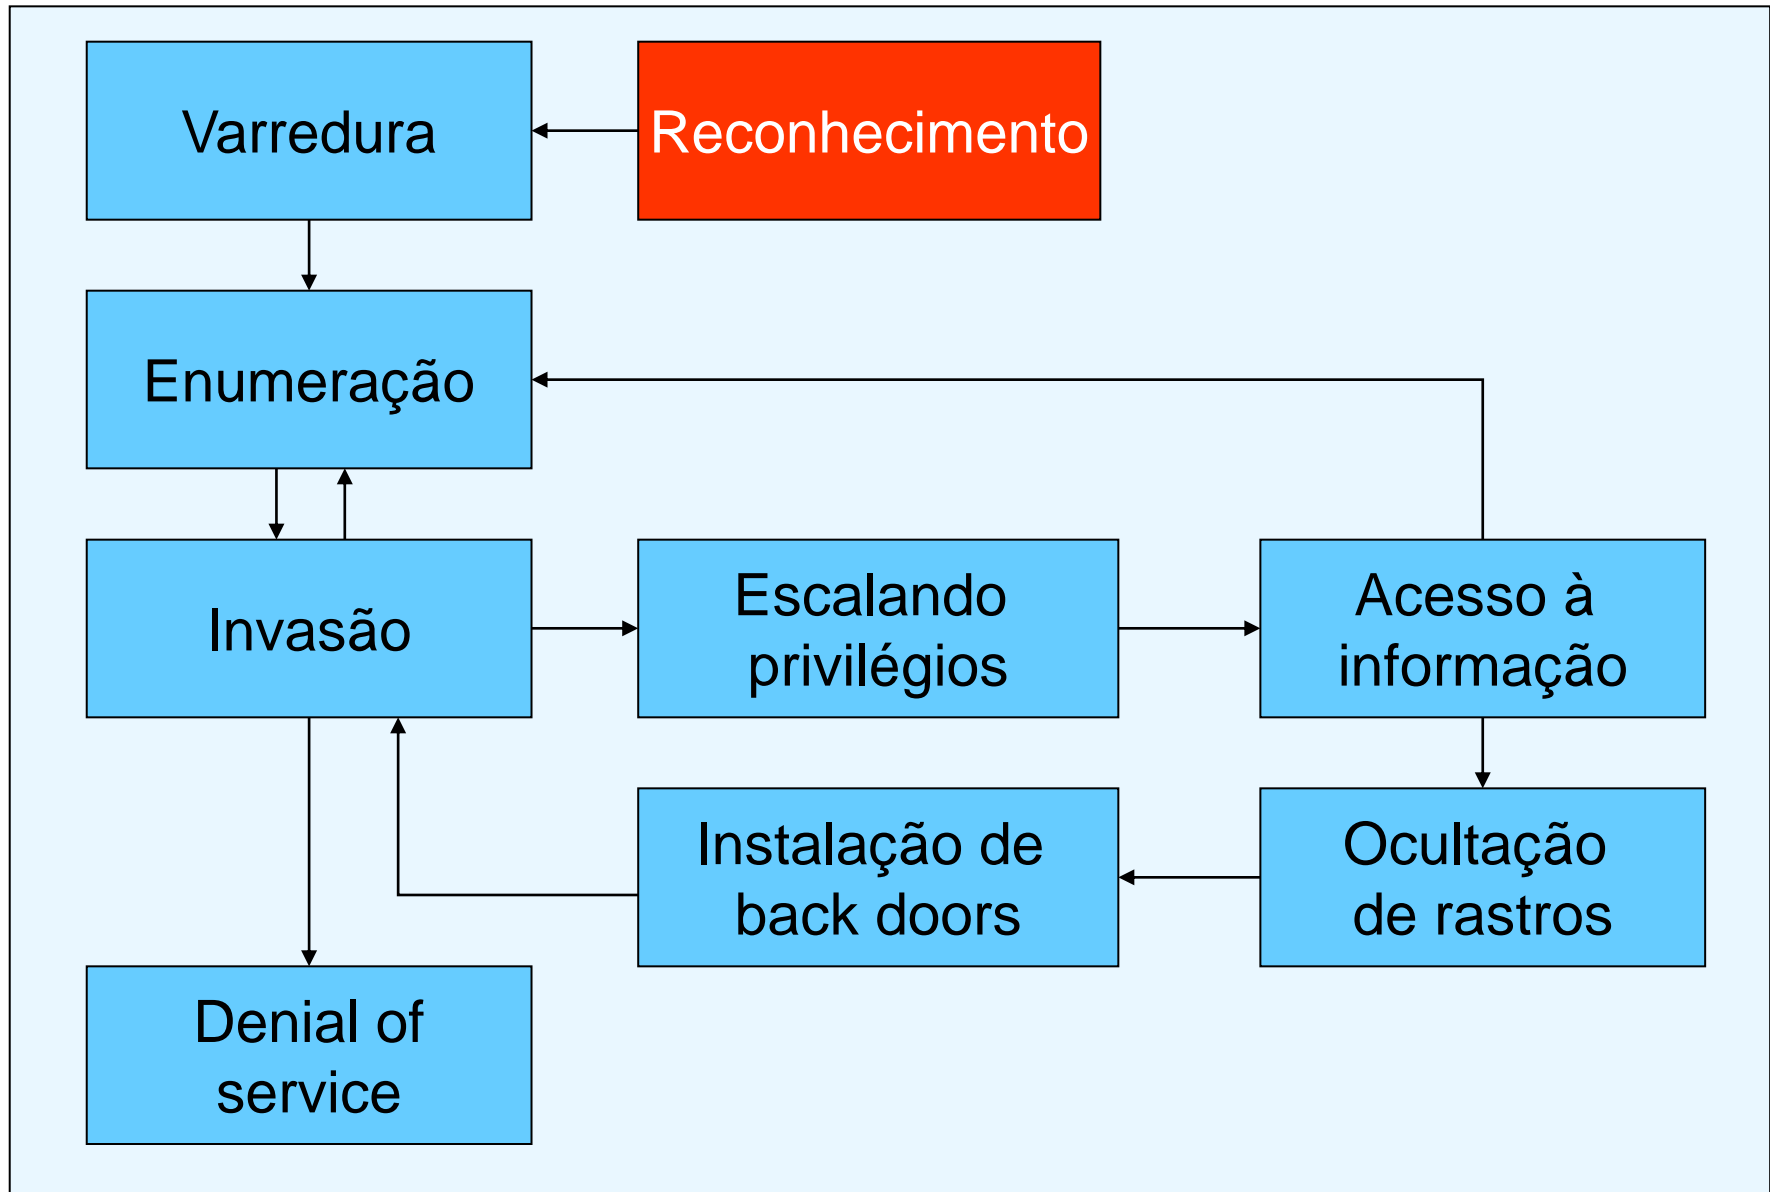 Varredura
Reconhecimento
Enumeração
Invasão
Escalando
privilégios
Acesso à
informação
Instalação de
back doors
Ocultação
de rastros
Denial of
service